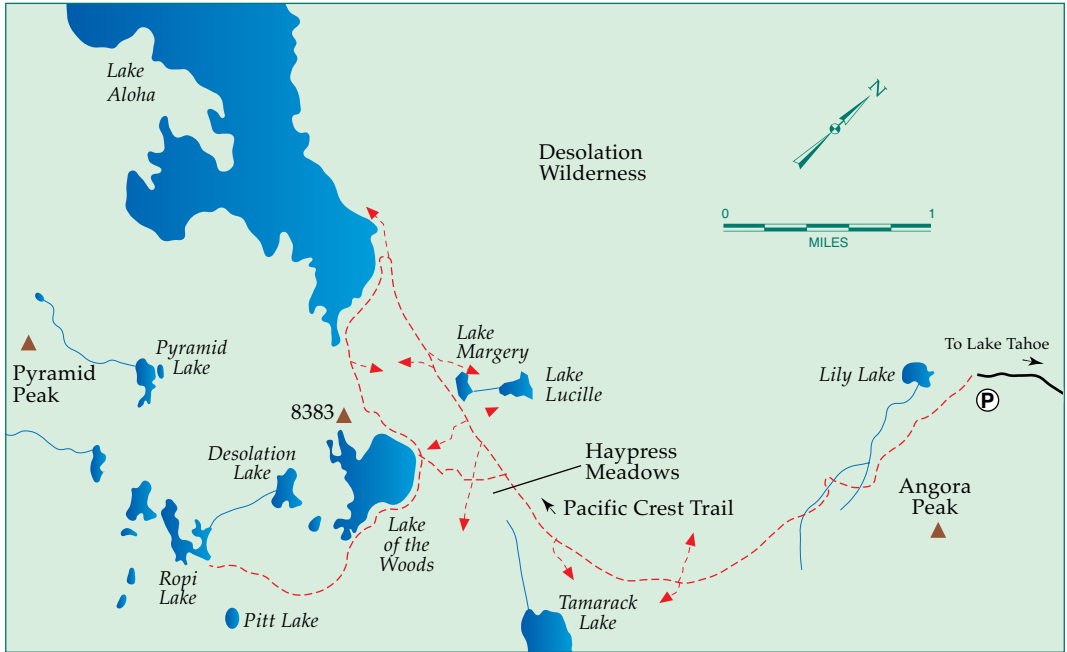 Lake
Aloha
N
Desolation
Wilderness
0 1
MILES
Pyramid
Lake
Pyramid
Peak
Lake
Margery
Lake
Lucille
To Lake Tahoe
Lily Lake
P
8383
Desolation
Lake
Haypress
Meadows
Pacific Crest Trail
Angora
Peak
Lake
of the
Woods
Ropi
Lake
Pitt Lake
Tamarack
Lake